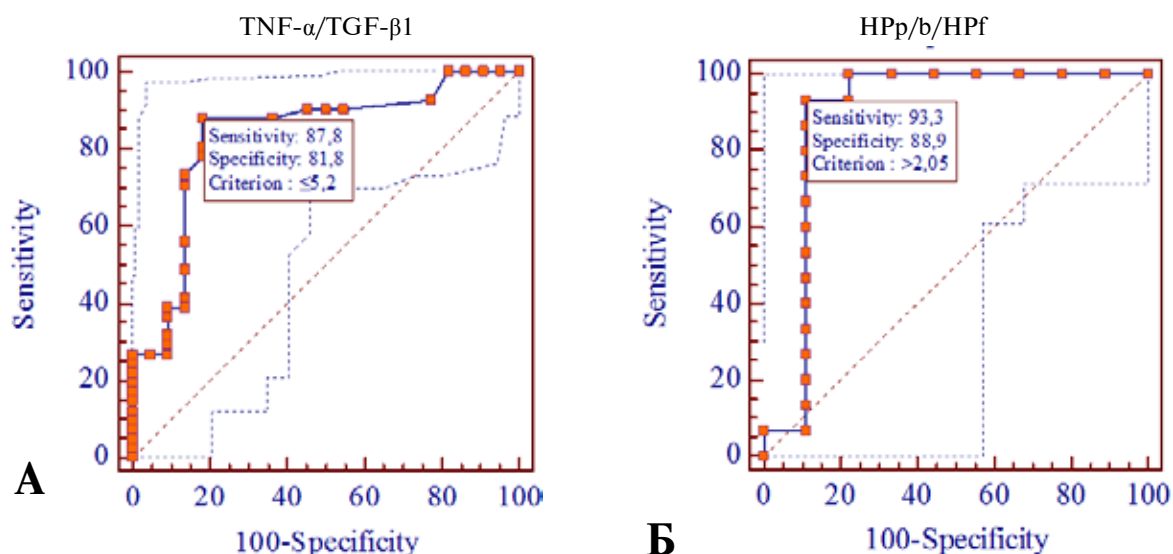 TNF-α/TGF-β1
100
80
60
40
20
0
Sensitivity
Sensitivity: 87,8
Specificity: 81,8
Criterion : ≤5,2
0 20 40 60 80 100
100-Specificity
А
HPp/b/HPf
100
80
60
40
20
0
Sensitivity
Sensitivity: 93,3
Specificity: 88,9
Criterion : >2,05
0 20 40 60 80 100
100-Specificity
Б